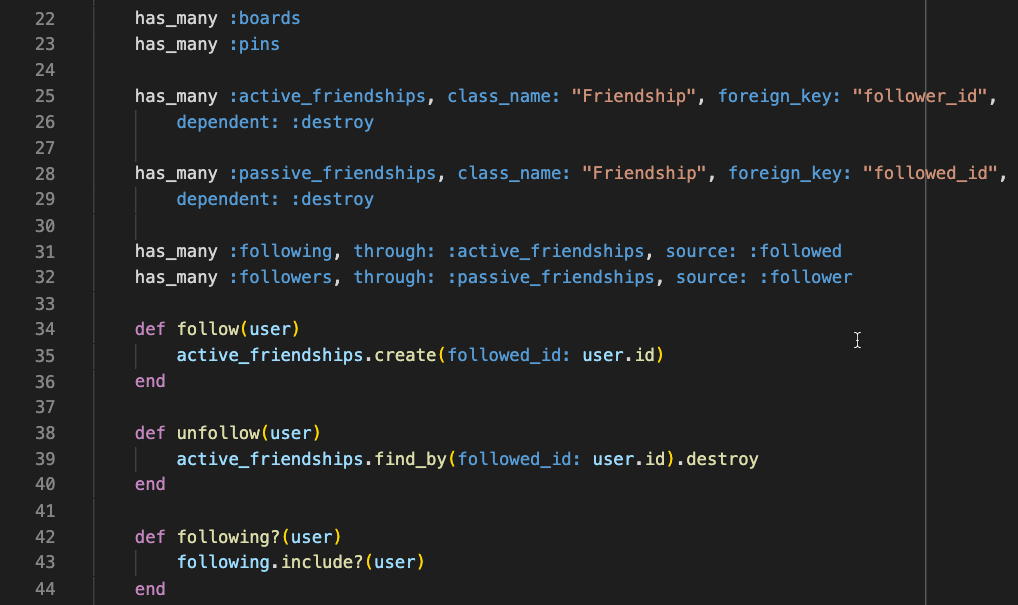 22 has_many :boards
23 has_many :pins
24
25 has_many :active_friendships, class_name: "Friendship", foreign_key: "follower_id",
26 dependent: :destroy
27
28 has_many :passive_friendships, class_name: "Friendship", foreign_key: "followed_id",
29 dependent: :destroy
30
31 has_many :following, through: :active_friendships, source: :followed
32 has_many :followers, through: :passive_friendships, source: :follower
33
34 def follow(user)
35 active_friendships.create(followed_id: user.id)
36 end
37
38 def unfollow(user)
39 active_friendships.find_by(followed_id: user.id).destroy
40 end
41
42 def following?(user)
43 following.include?(user)
44 end